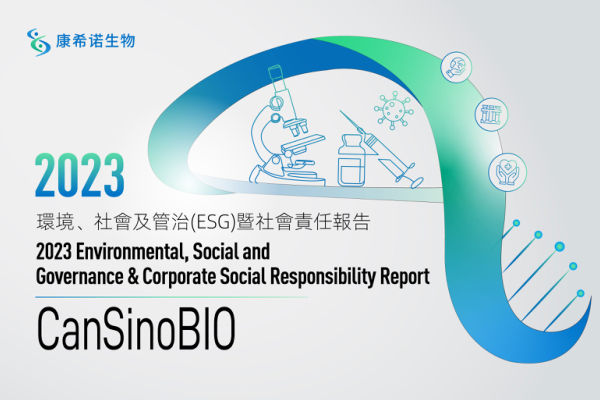 康希诺生物
2023
環境、社會及管治(ESG)暨社會責任報告
2023 Environmental, Social and
Governance & Corporate Social Responsibility Report
CanSinoBIO